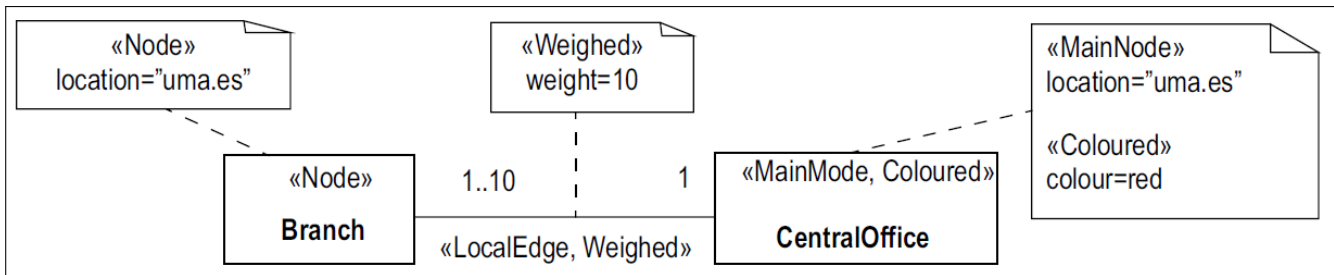 «Node»
location=”uma.es”
«Weighed»
weight=10
«MainNode»
location=”uma.es”
«Coloured»
colour=red
«Node»
Branch
1..10
1
«LocalEdge, Weighed»
«MainMode, Coloured»
CentralOffice